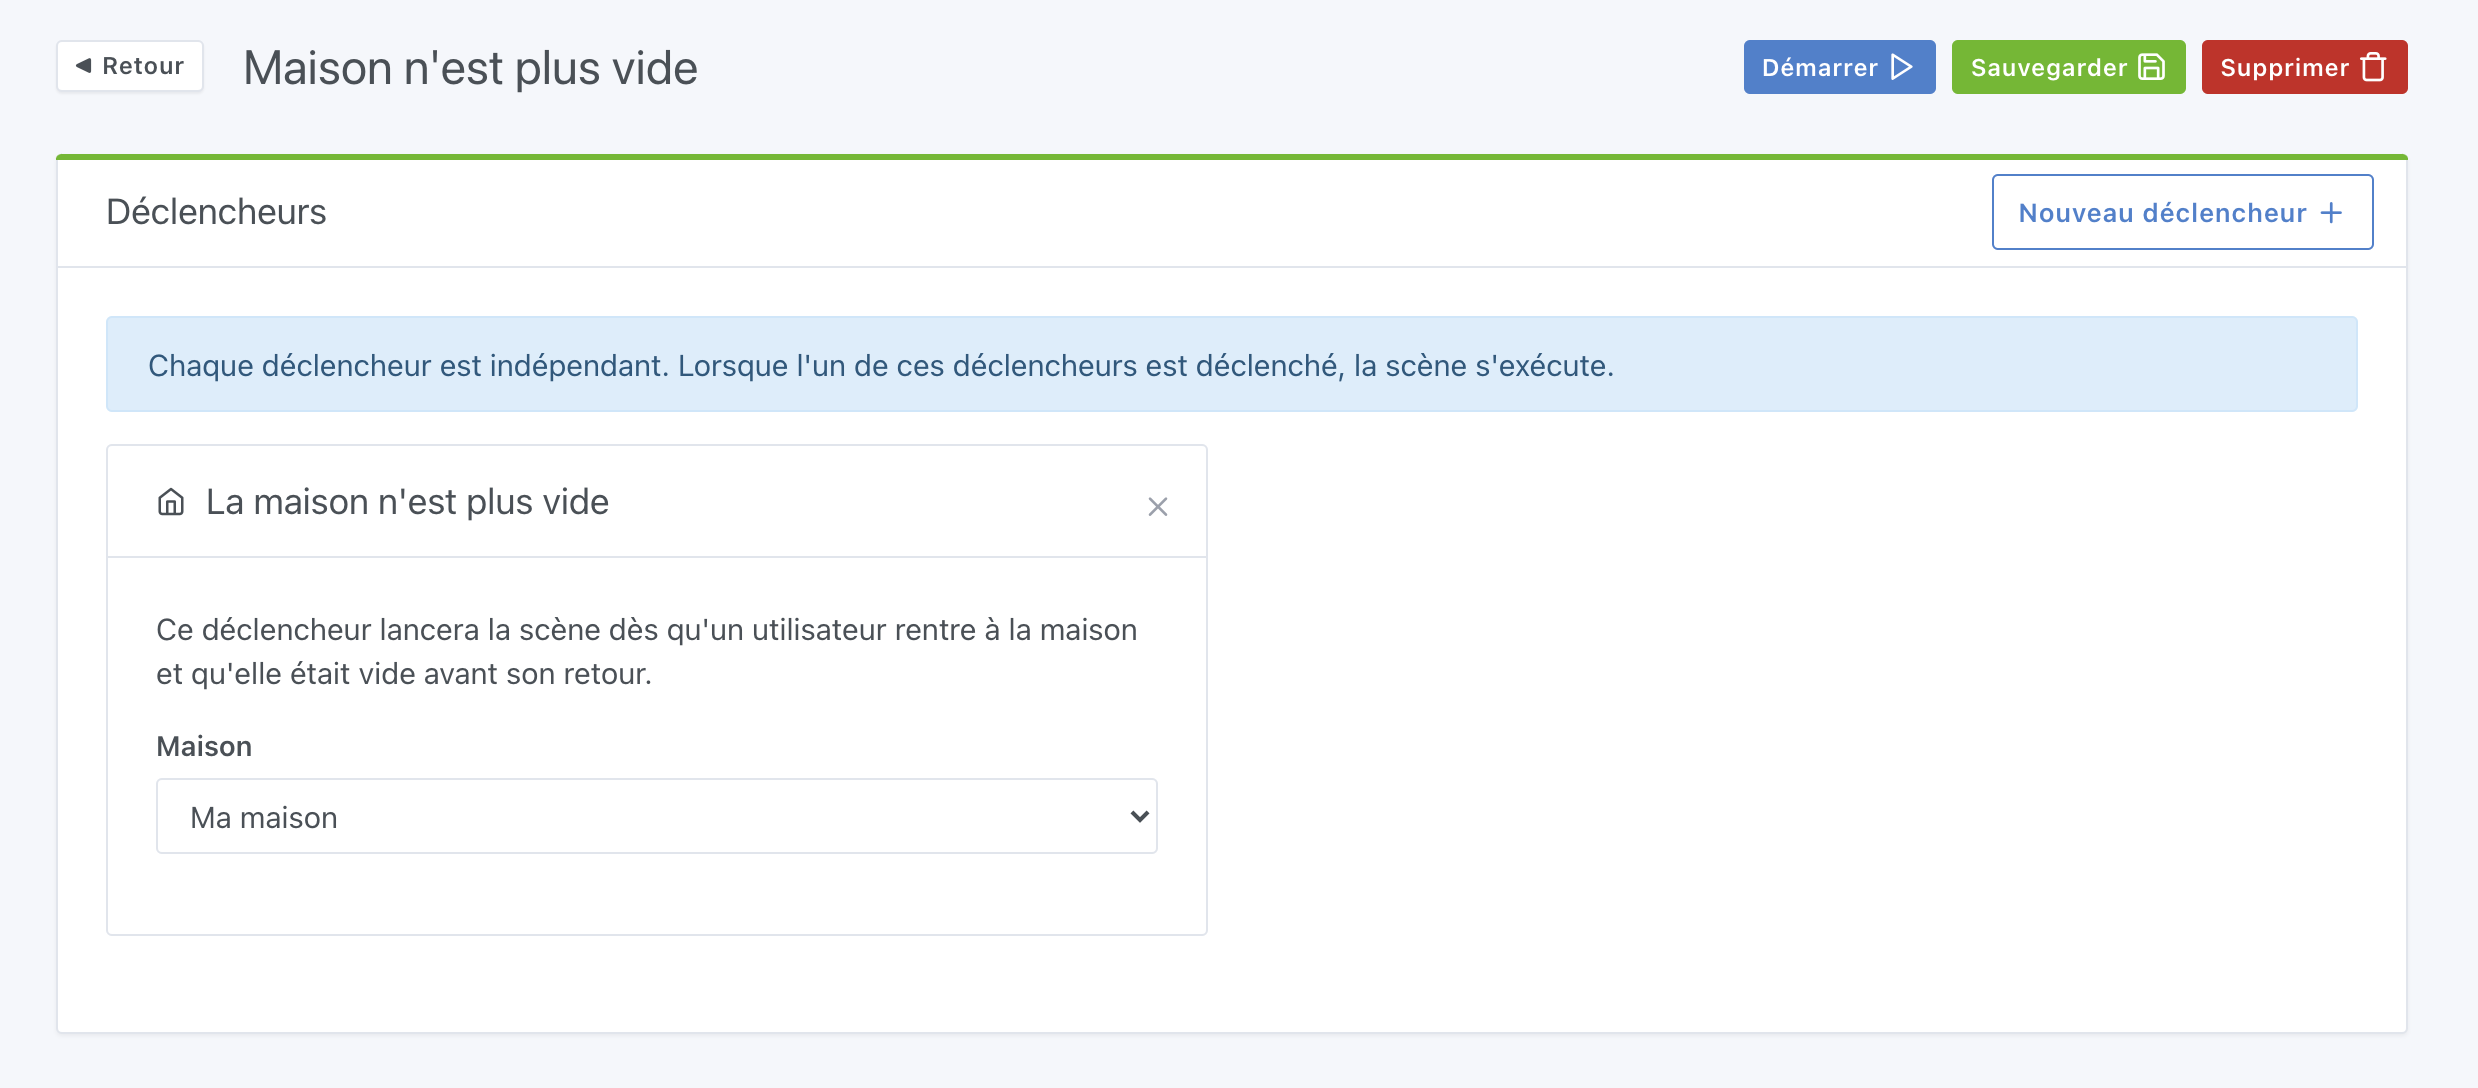 Retour
Maison n'est plus vide
Démarrer
Sauvegarder
Supprimer
Déclencheurs
Nouveau déclencheur
Chaque déclencheur est indépendant. Lorsque l'un de ces déclencheurs est déclenché, la scène s'exécute.
La maison n'est plus vide
Ce déclencheur lancera la scène dès qu'un utilisateur rentre à la maison
et qu'elle était vide avant son retour.
Maison
Ma maison